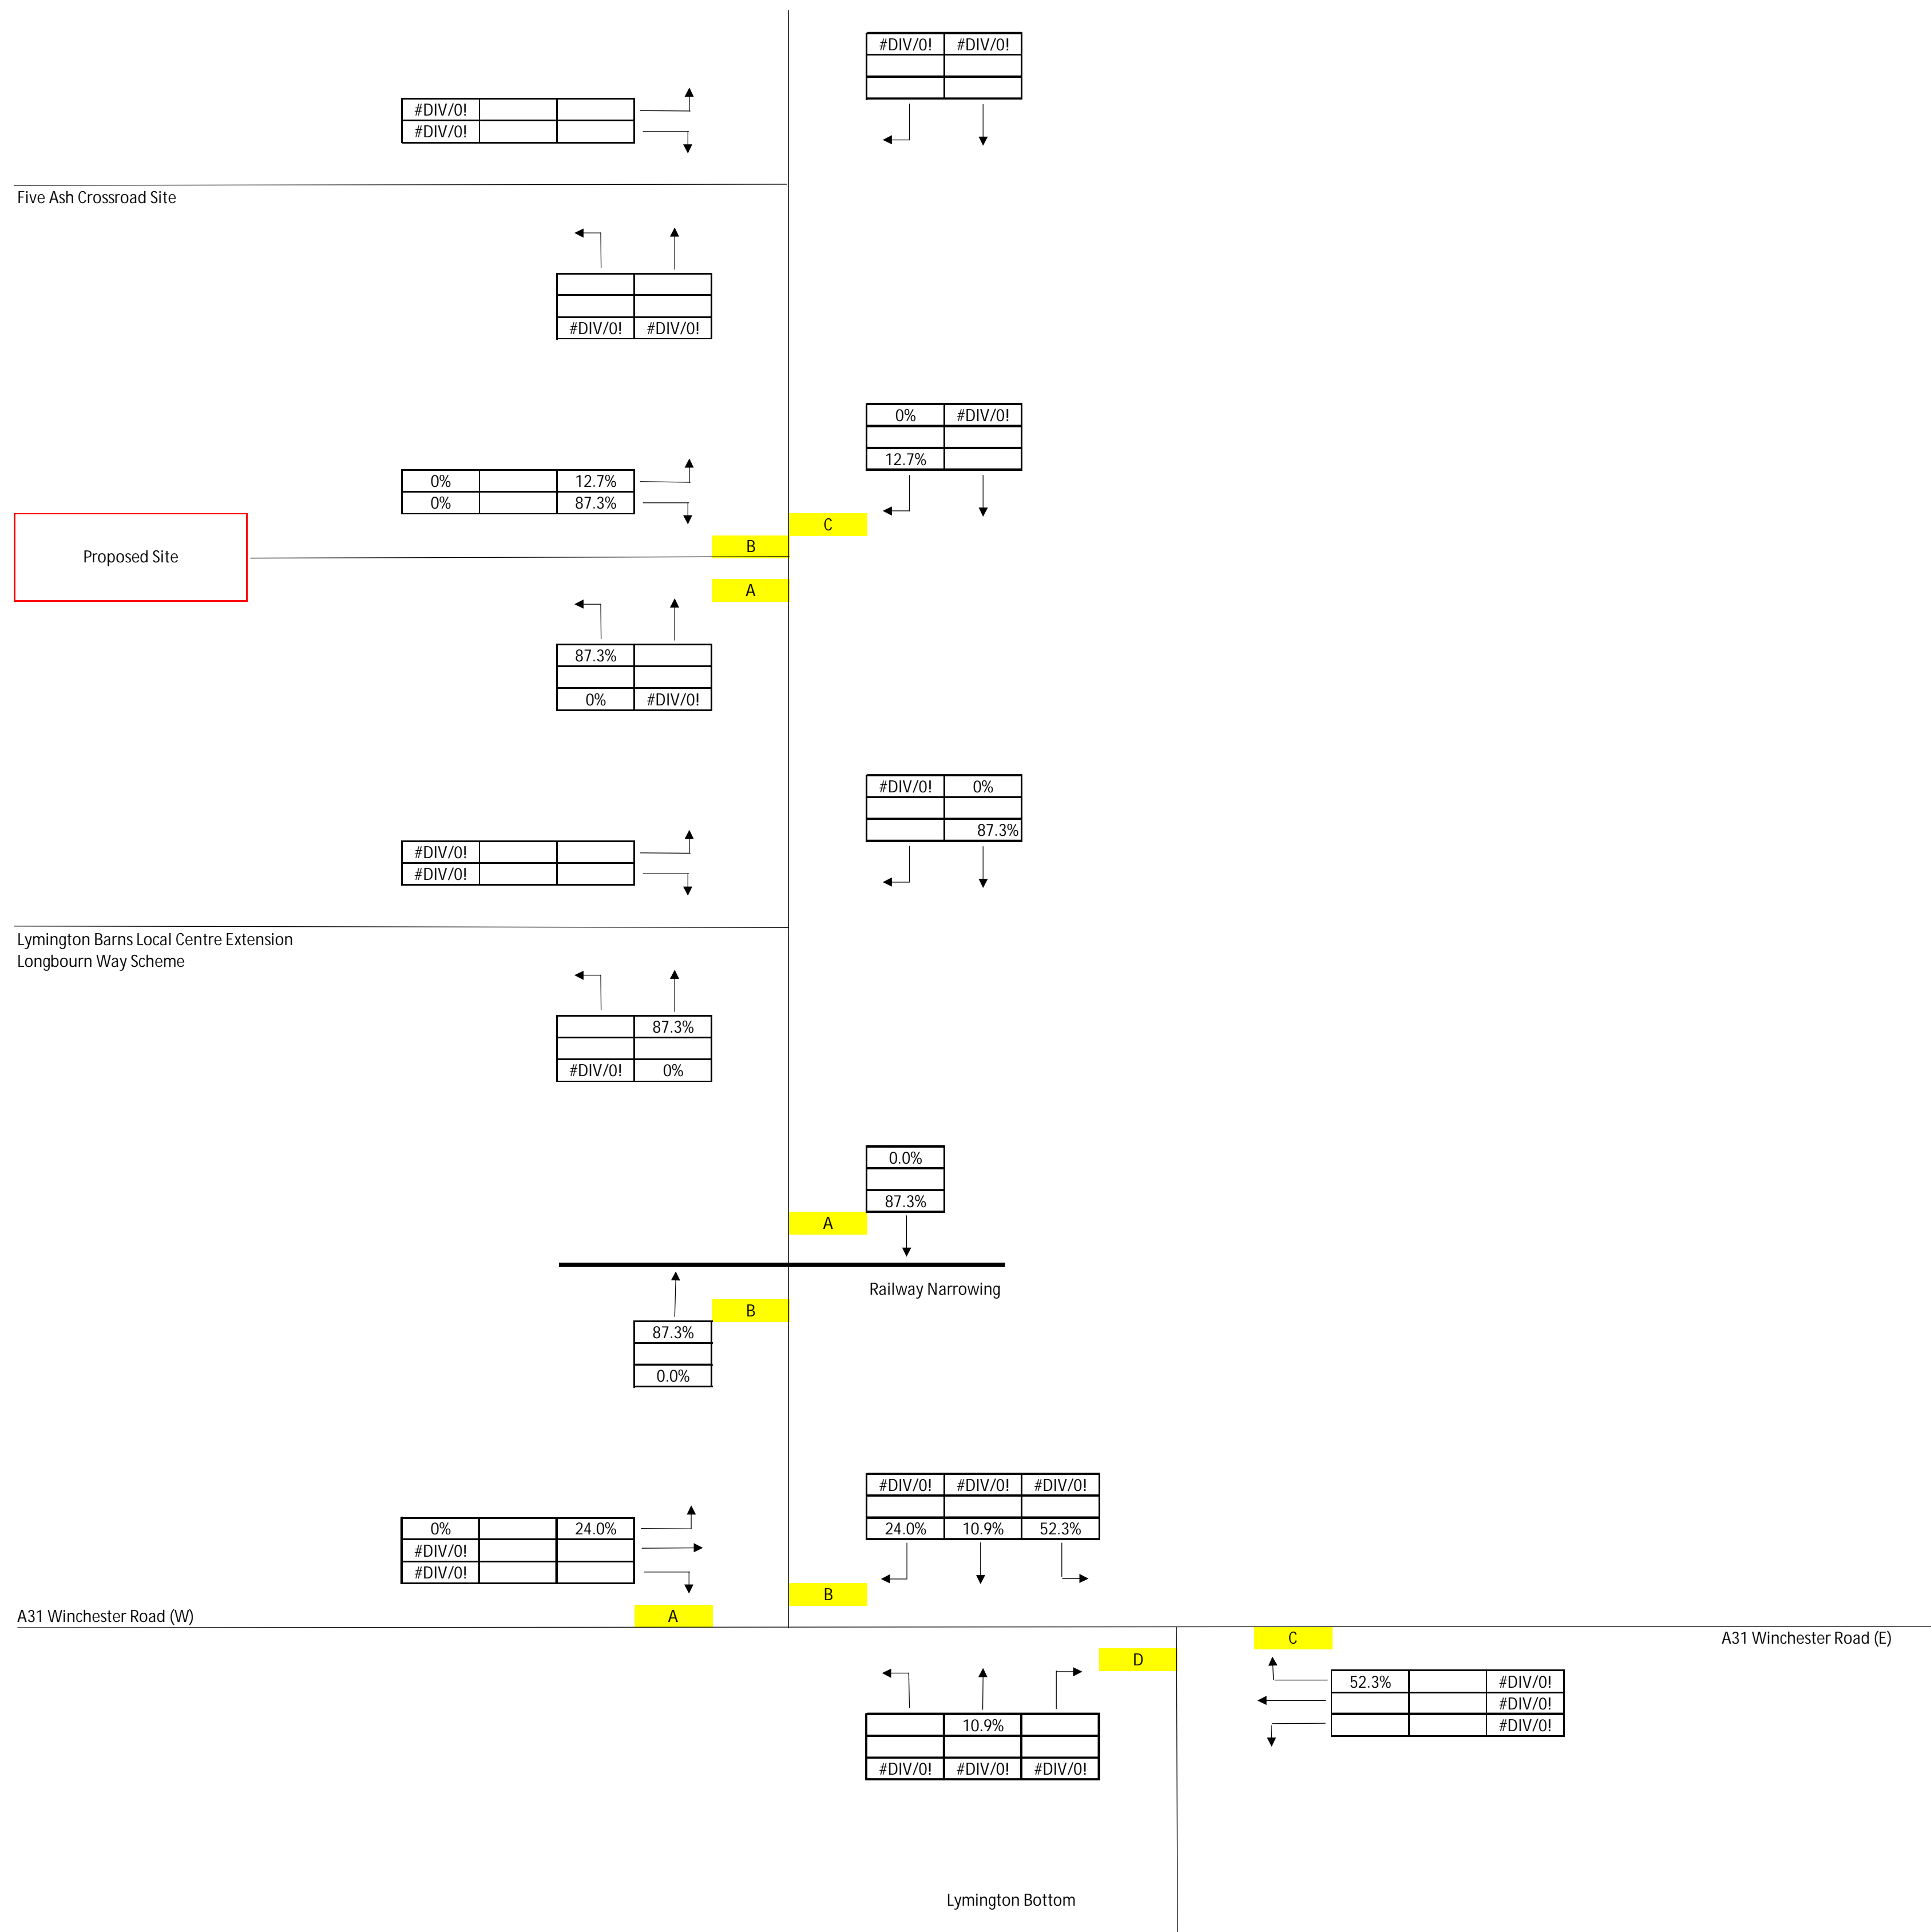 #DIV/0! #DIV/0!
#DIV/0!
#DIV/0!
Five Ash Crossroad Site
#DIV/0! #DIV/0!
0% #DIV/0!
12.7%
0% 12.7%
0% 87.3%
C
B
Proposed Site
A
87.3%
0% #DIV/0!
#DIV/0! 0%
87.3%
#DIV/0!
#DIV/0!
Lymington Barns Local Centre Extension
Longbourn Way Scheme
87.3%
#DIV/0! 0%
0.0%
87.3%
A
Railway Narrowing
B
87.3%
0.0%
#DIV/0! #DIV/0! #DIV/0!
24.0% 10.9% 52.3%
0% 24.0%
#DIV/0!
#DIV/0!
B
A31 Winchester Road (W) A
C A31 Winchester Road (E)
D
52.3% #DIV/0!
#DIV/0!
#DIV/0!
10.9%
#DIV/0! #DIV/0! #DIV/0!
Lymington Bottom